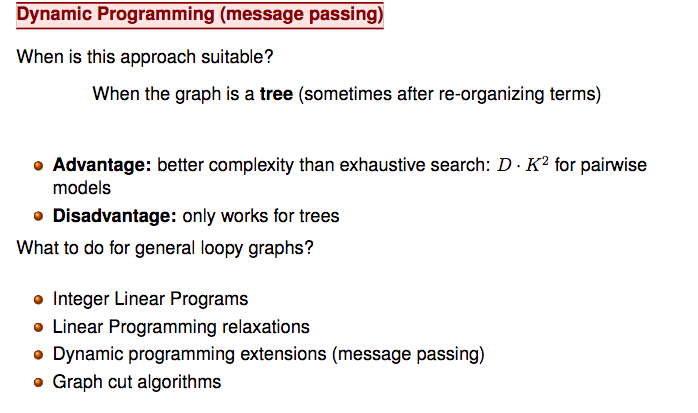 Dynamic Programming (message passing)
When is this approach suitable?
When the graph is a tree (sometimes after re-organizing terms)
Advantage: better complexity than exhaustive search: D · K² for pairwise
models
Disadvantage: only works for trees
What to do for general loopy graphs?
Integer Linear Programs
Linear Programming relaxations
Dynamic programming extensions (message passing)
Graph cut algorithms